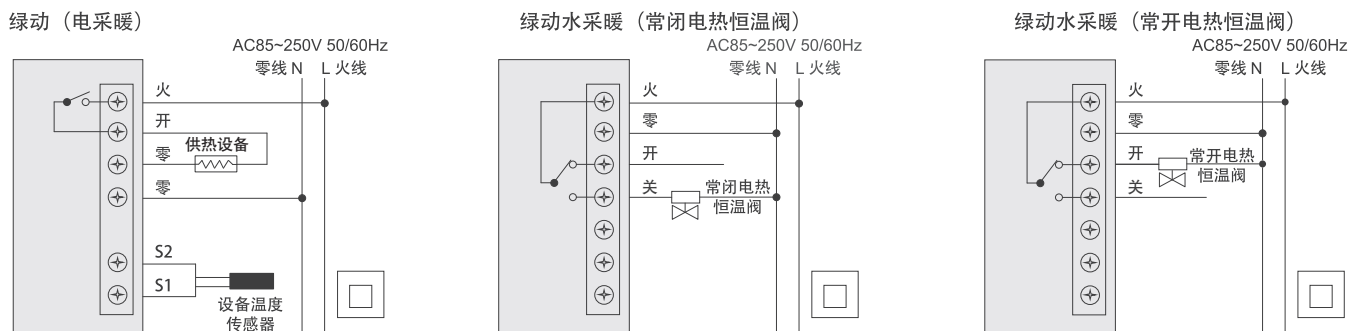 绿动（电采暖）
AC85~250V 50/60Hz
零线 N L 火线
火
开
供热设备
零
零
S2
S1
设备温度
传感器
绿动水采暖（常闭电热恒温阀）
AC85~250V 50/60Hz
零线 N L 火线
火
零
开
关
常闭电热
恒温阀
绿动水采暖（常开电热恒温阀）
AC85~250V 50/60Hz
零线 N L 火线
火
零
开
常开电热
恒温阀
关